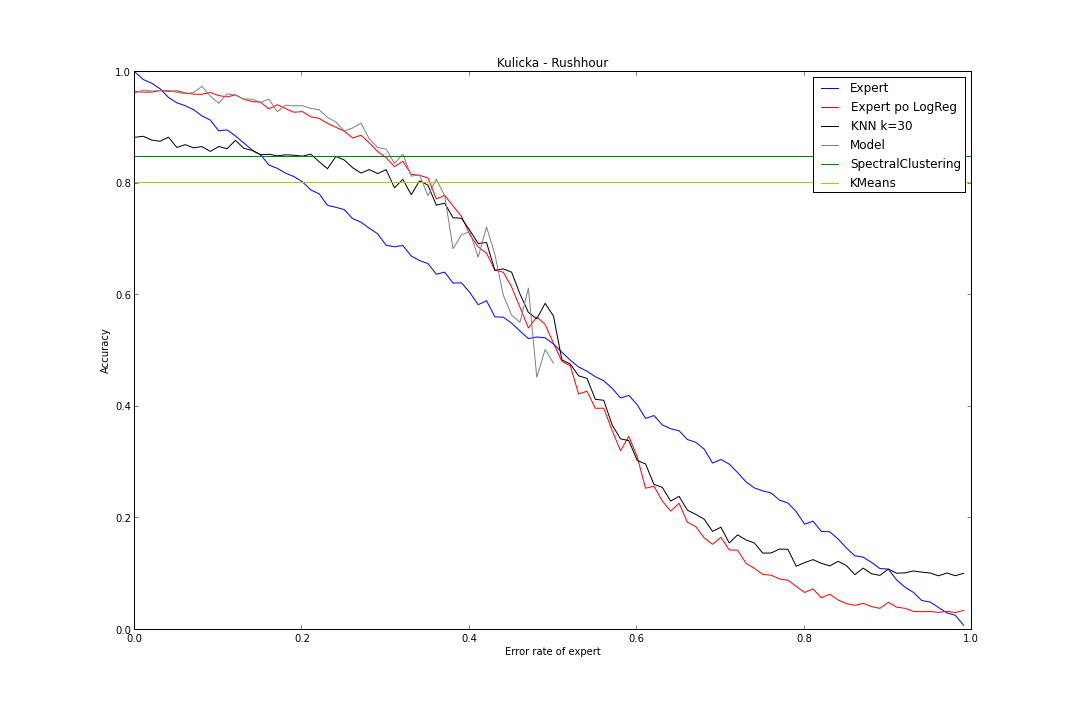 Kulicka - Rushhour
1.0
0.8
0.6
0.4
0.2
0.0
Accuracy
Expert
Expert po LogReg
KNN k=30
Model
SpectralClustering
KMeans
0.0 0.2 0.4 0.6 0.8 1.0
Error rate of expert